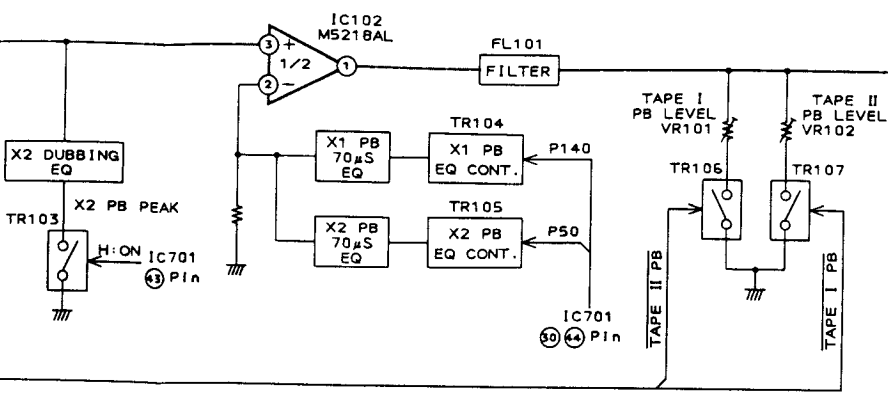 IC102
M5218AL
3
+
1/2
2
−
1
FL101
FILTER
TAPE I
PB LEVEL
VR101
TAPE II
PB LEVEL
VR102
X2 DUBBING
EQ
X1 PB
70μS
EQ
TR104
X1 PB
EQ CONT.
P140
TR106
TR107
X2 PB PEAK
TR103
H:ON
IC701
43 Pin
X2 PB
70μS
EQ
TR105
X2 PB
EQ CONT.
P50
IC701
30 44 Pin
TAPE II PB
TAPE I PB